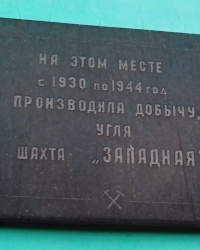 НА ЭТОМ МЕСТЕ
с 1930 по 1944 год
ПРОИЗВОДИЛА ДОБЫЧУ
УГЛЯ
ШАХТА „ЗАПАДНАЯ"